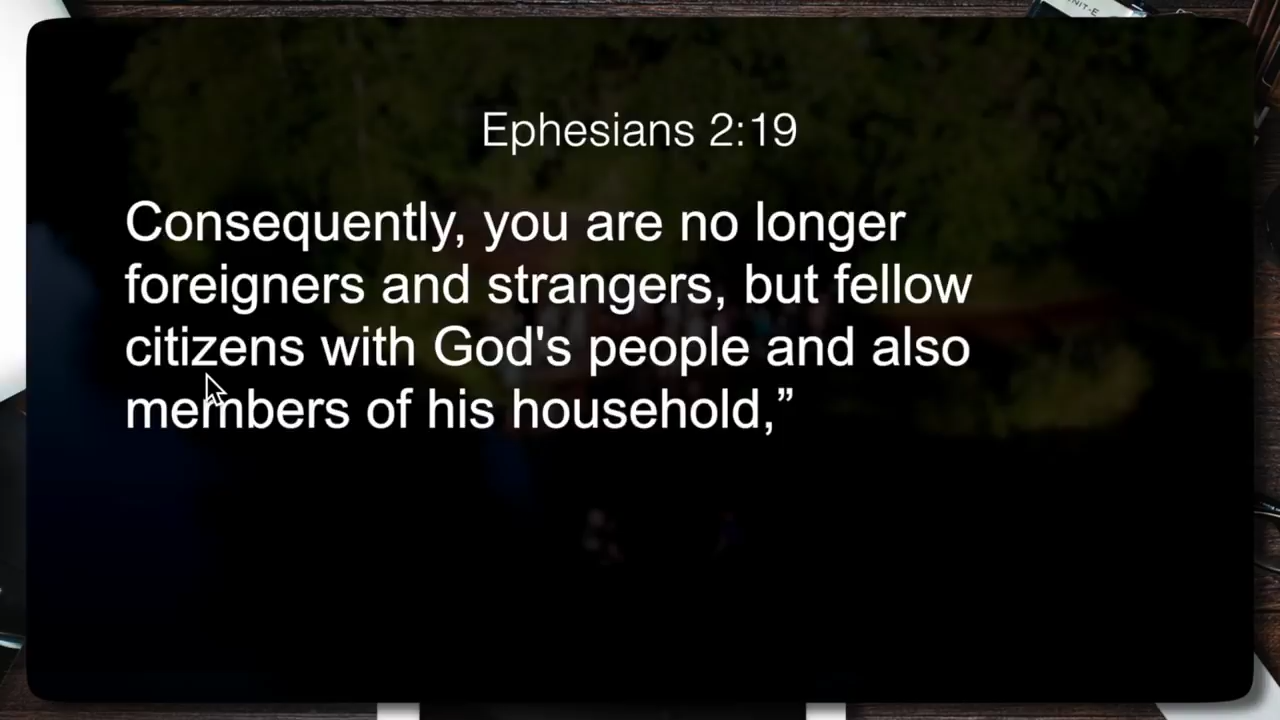 Ephesians 2:19
Consequently, you are no longer
foreigners and strangers, but fellow
citizens with God's people and also
members of his household,”